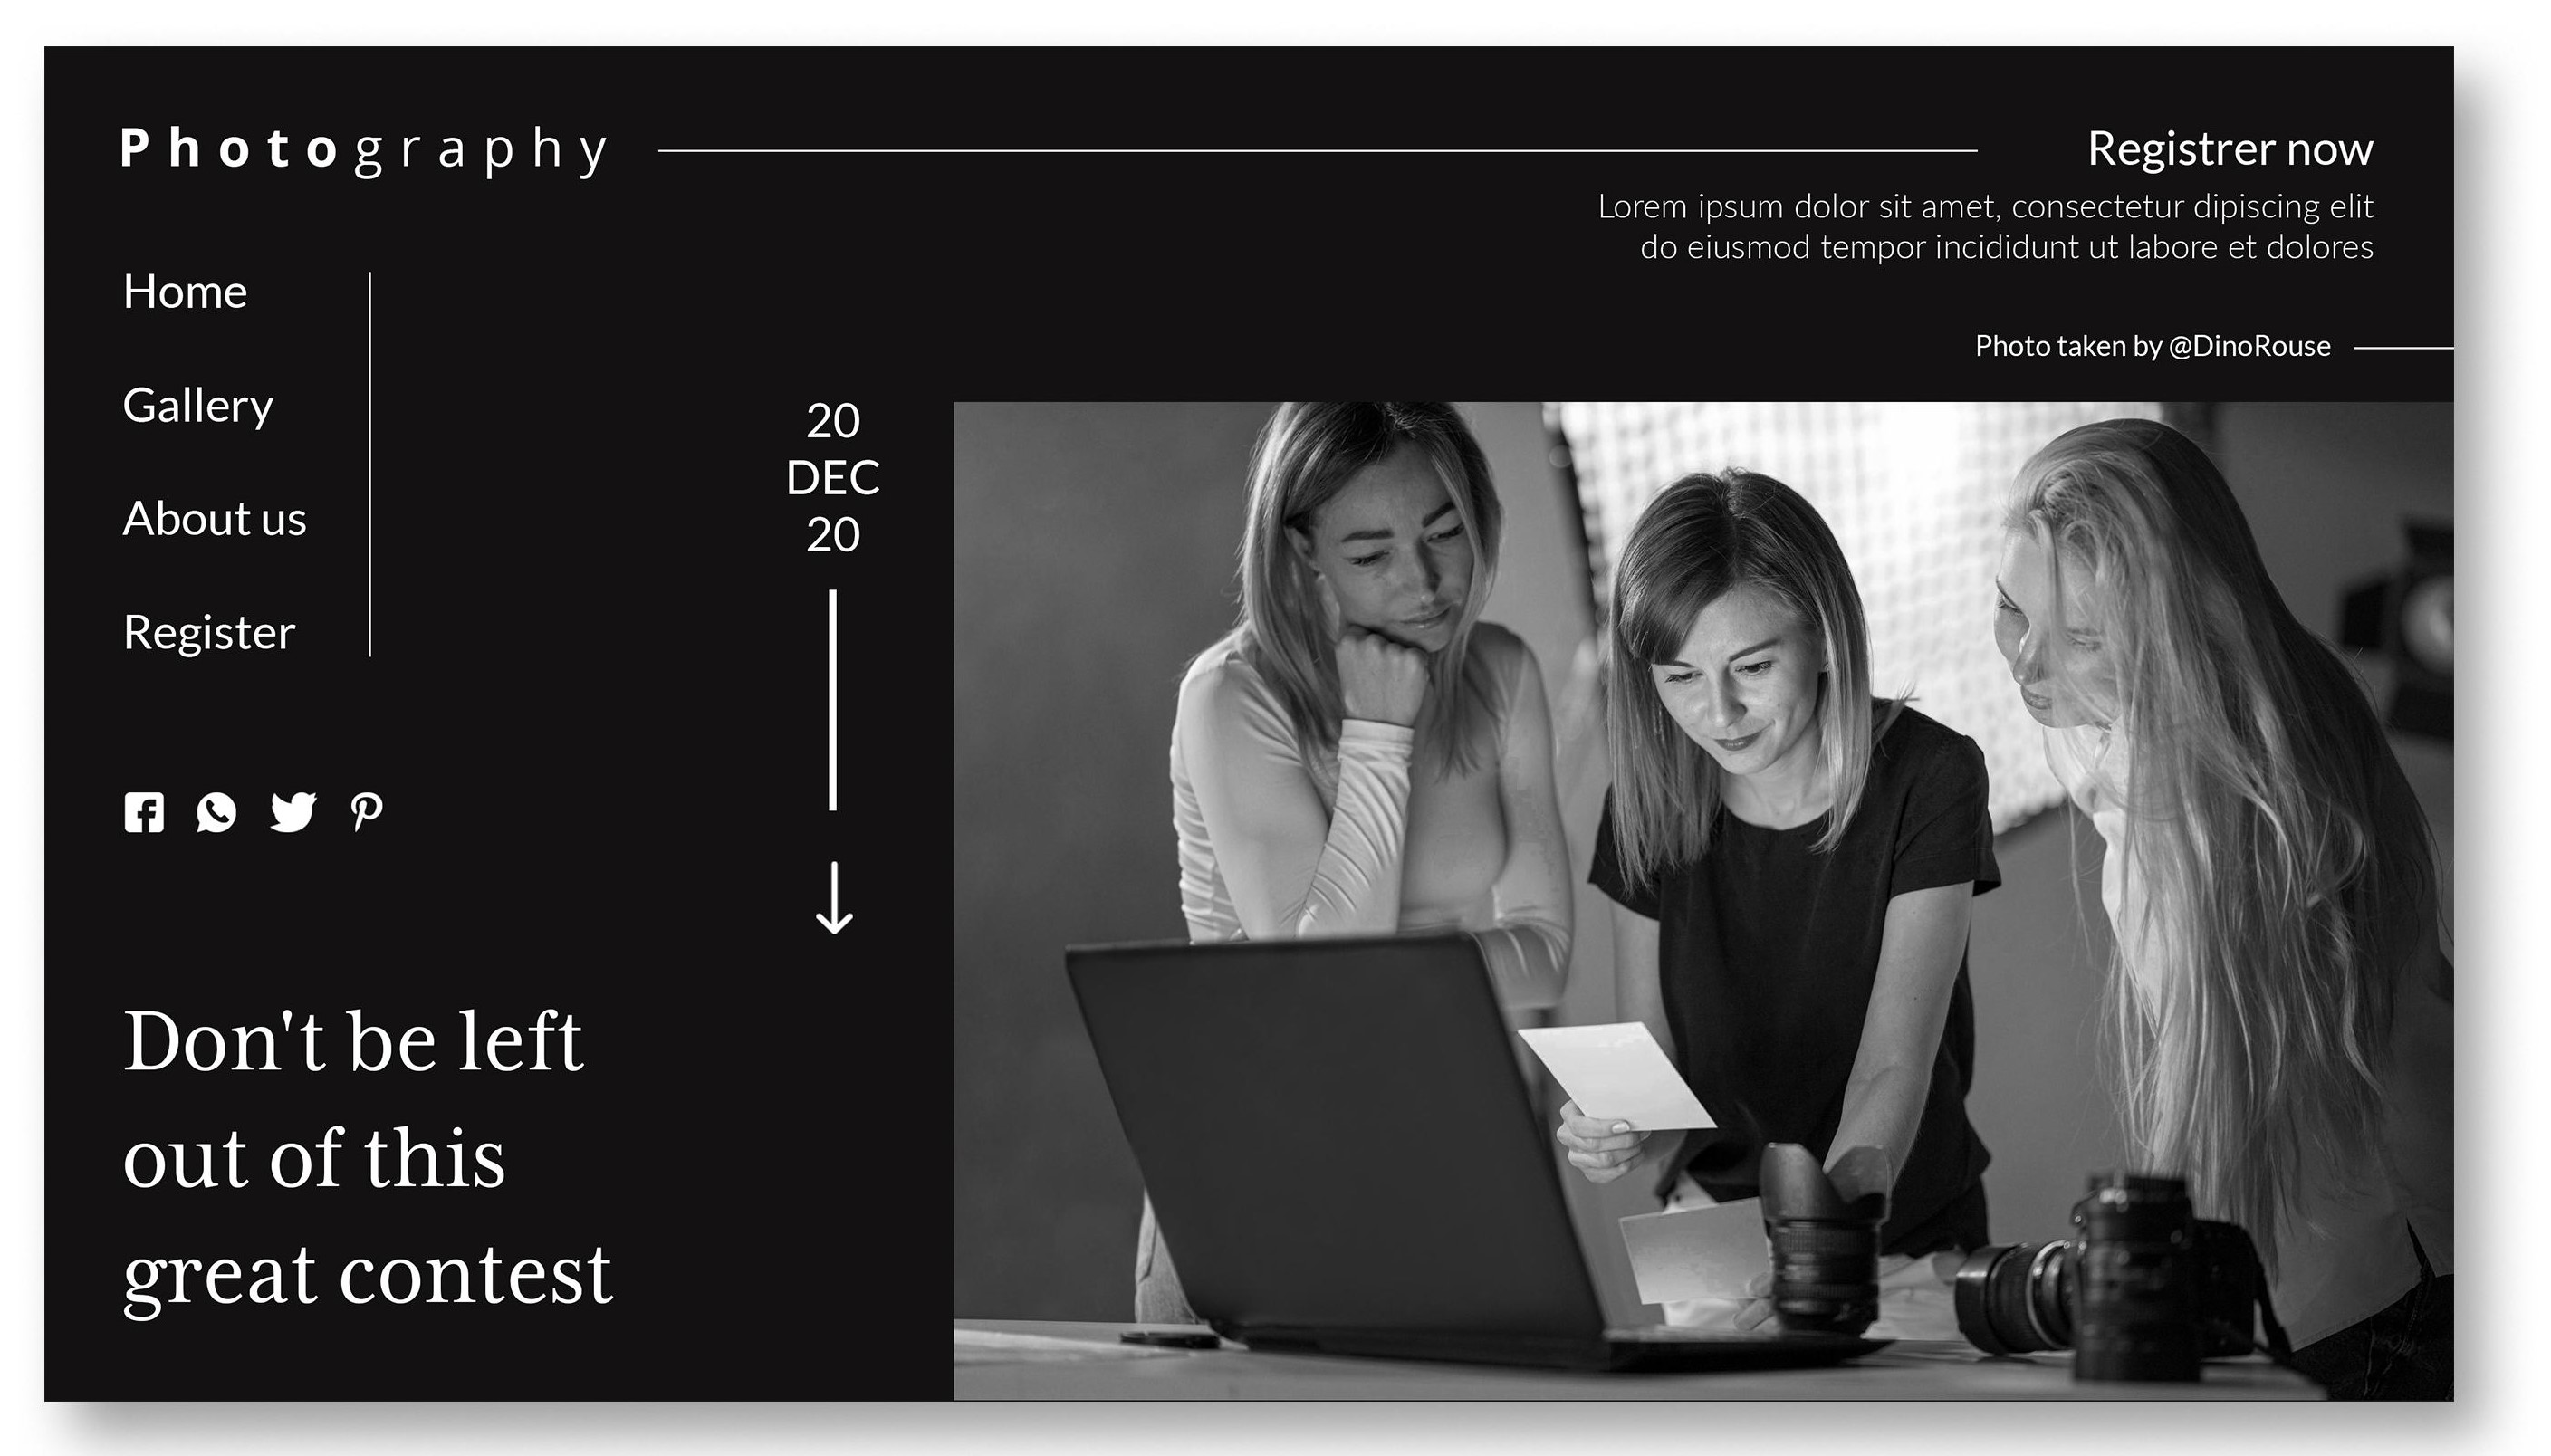 Photography
Registrer now
Lorem ipsum dolor sit amet, consectetur dipiscing elit
do eiusmod tempor incididunt ut labore et dolores
Photo taken by @DinoRouse
Home
Gallery
About us
Register
20
DEC
20
Don't be left
out of this
great contest